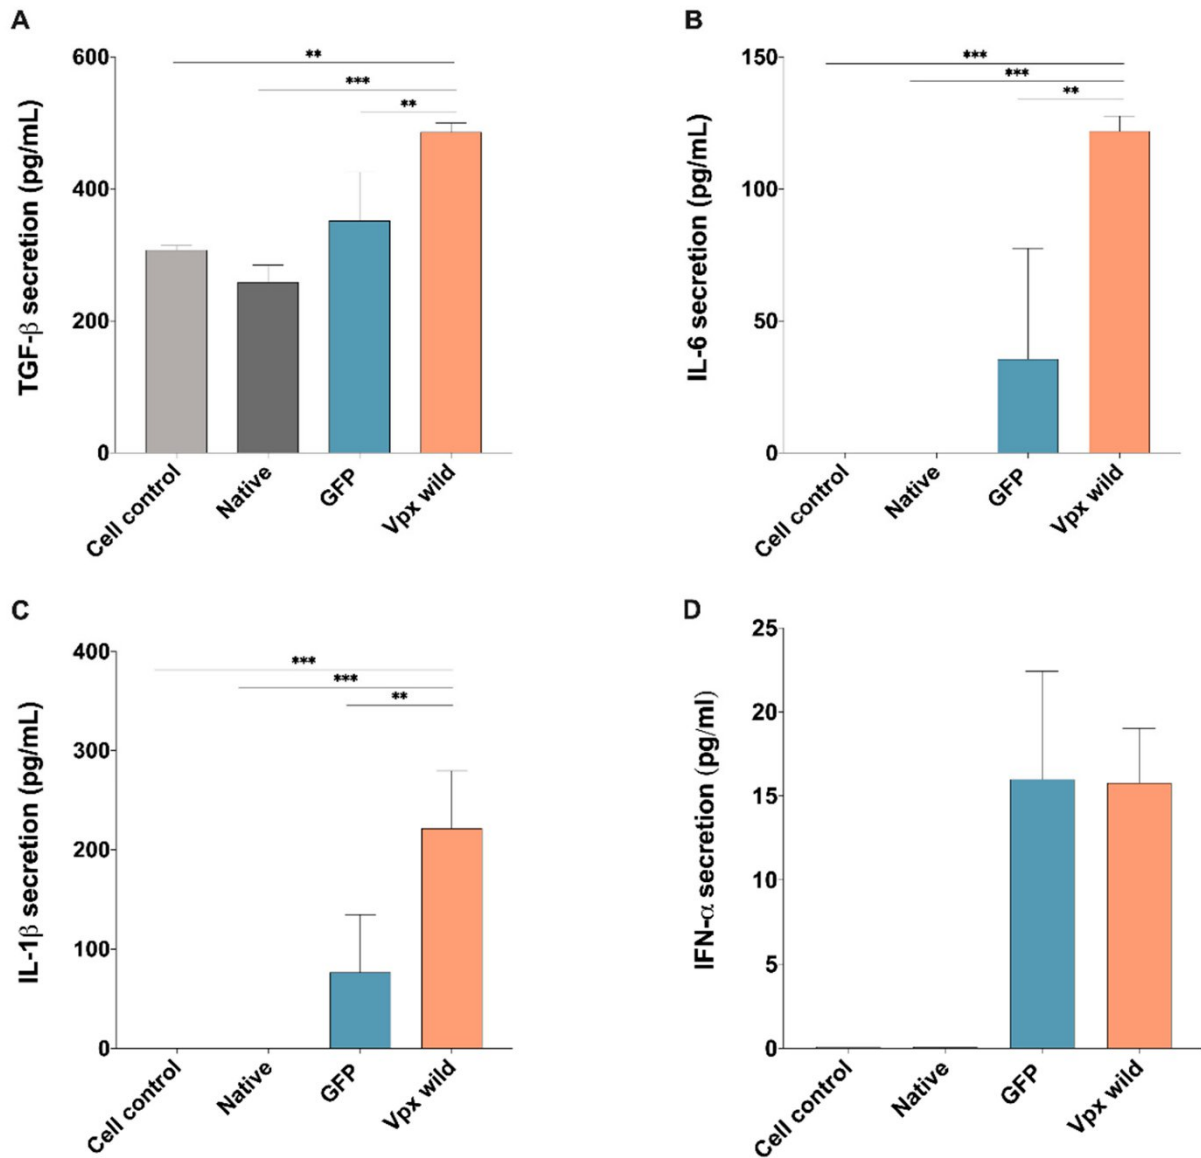 A
TGF-β secretion (pg/mL)
600
400
200
0
**
***
**
Cell control
Native
GFP
Vpx wild
B
IL-6 secretion (pg/mL)
150
100
50
0
***
***
**
Cell control
Native
GFP
Vpx wild
C
IL-1β secretion (pg/mL)
400
300
200
100
0
***
***
**
Cell control
Native
GFP
Vpx wild
D
IFN-α secretion (pg/ml)
25
20
15
10
5
0
Cell control
Native
GFP
Vpx wild